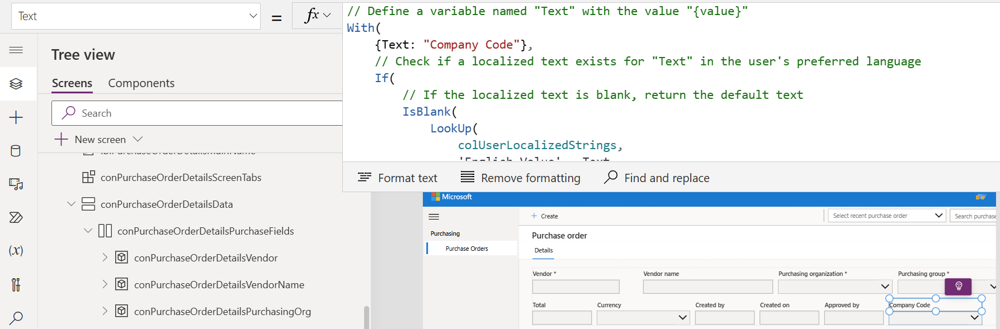 Text
=
fx
// Define a variable named "Text" with the value "{value}"
With(
{Text: "Company Code"},
// Check if a localized text exists for "Text" in the user's preferred language
If(
// If the localized text is blank, return the default text
IsBlank(
LookUp(
colUserLocalizedStrings,
'English Value' = Text
Format text
Remove formatting
Find and replace
Tree view
Screens
Components
Search
New screen
lblPurchaseOrderDetailsMainName
conPurchaseOrderDetailsScreenTabs
conPurchaseOrderDetailsData
conPurchaseOrderDetailsPurchaseFields
conPurchaseOrderDetailsVendor
conPurchaseOrderDetailsVendorName
conPurchaseOrderDetailsPurchasingOrg
(x)
Microsoft
Create
Select recent purchase order
Search purchase
Purchasing
Purchase Orders
Purchase order
Details
Vendor *
Vendor name
Purchasing organization *
Purchasing group *
Total
Currency
Created by
Created on
Approved by
Company Code